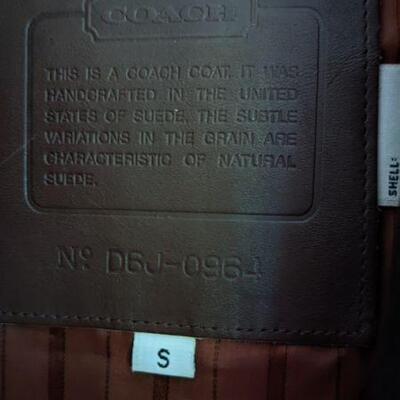 COACH
THIS IS A COACH COAT. IT WAS
HANDCRAFTED IN THE UNITED
STATES OF SUEDE. THE SUBTLE
VARIATIONS IN THE GRAIN ARE
CHARACTERISTIC OF NATURAL
SUEDE.
Nº D6J-0964
S
SHELL: